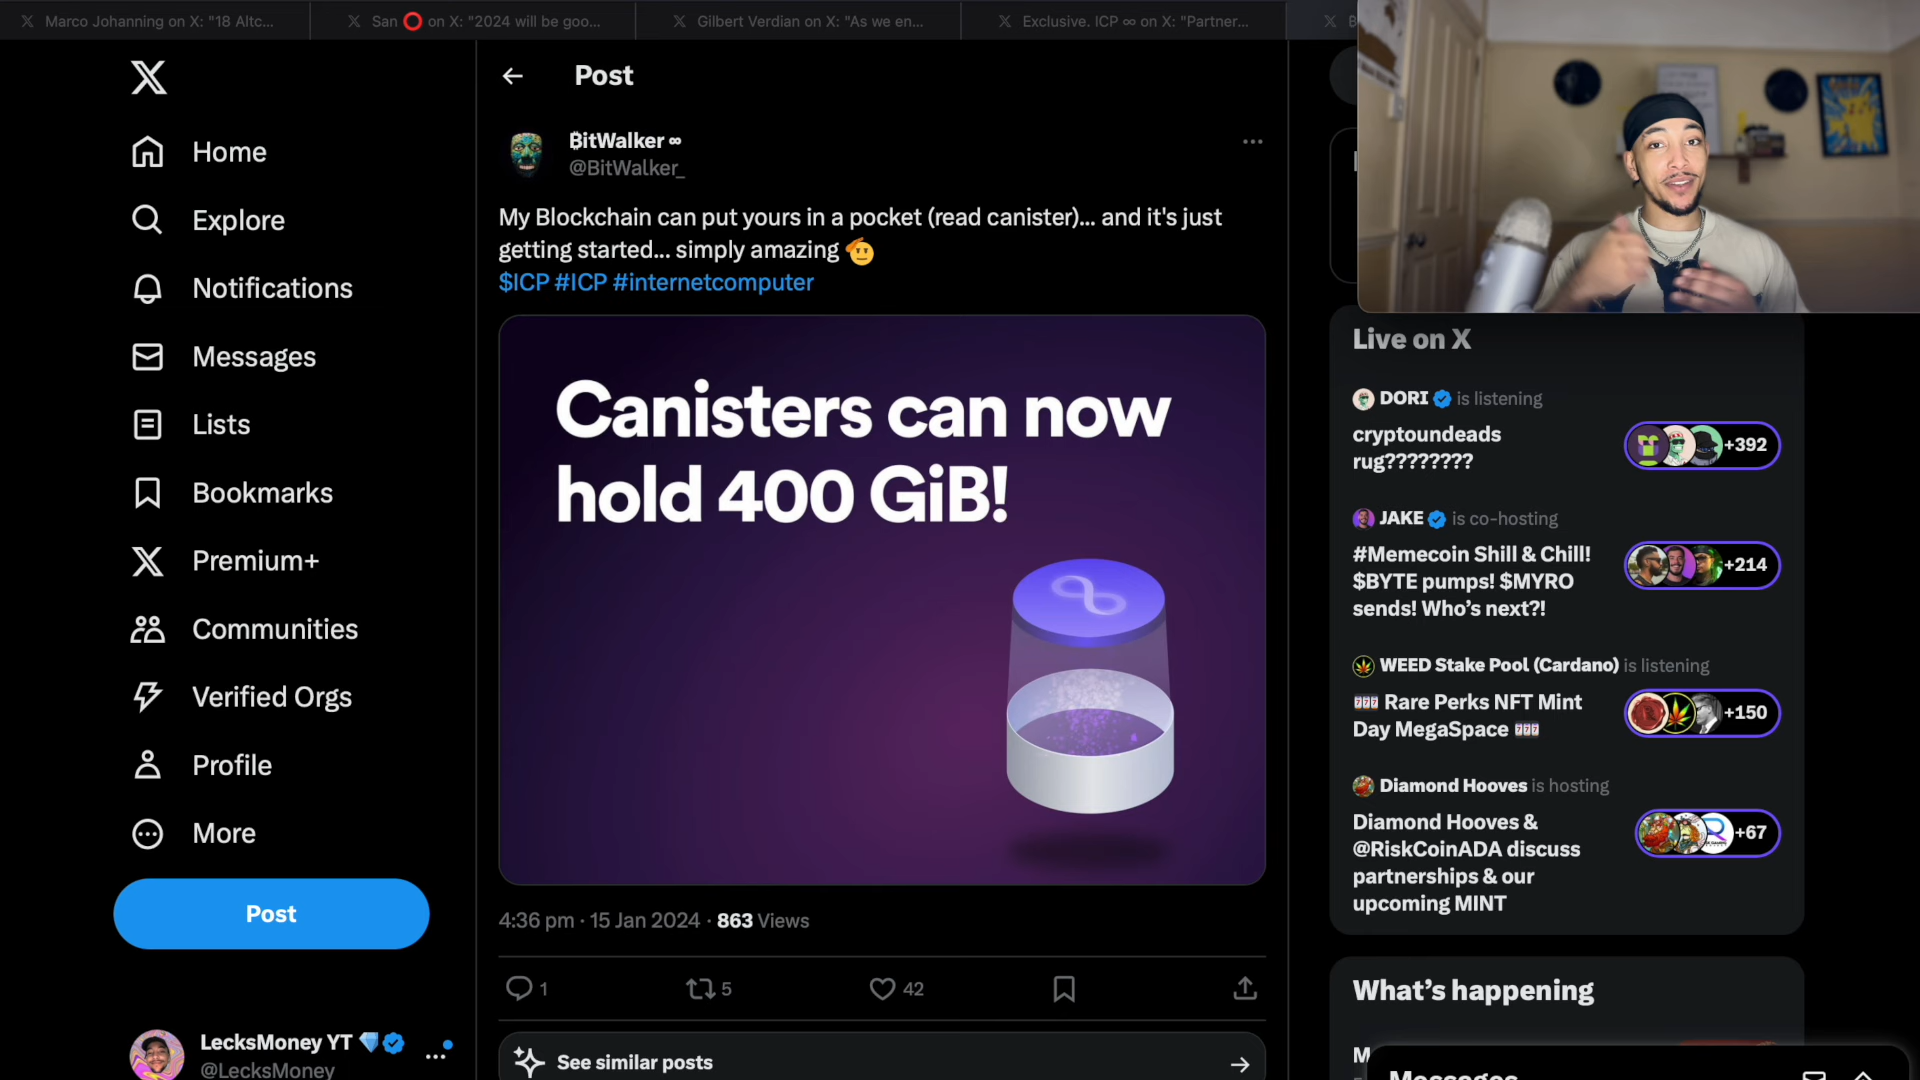 Marco Johanning on X: "18 Altc...
San ⭕ on X: "2024 will be goo...
Gilbert Verdian on X: "As we en...
Exclusive. ICP ∞ on X: "Partner...
Home
Explore
Notifications
Messages
Lists
Bookmarks
Premium+
Communities
Verified Orgs
Profile
More
Post
LecksMoney YT 💎
@LecksMoney
Post
₿itWalker ∞
@BitWalker_
My Blockchain can put yours in a pocket (read canister)... and it's just
getting started... simply amazing 🫡
$ICP #ICP #internetcomputer
Canisters can now
hold 400 GiB!
4:36 pm · 15 Jan 2024 · 863 Views
1
5
42
See similar posts
Live on X
DORI is listening
cryptoundeads
rug????????
+392
JAKE is co-hosting
#Memecoin Shill & Chill!
$BYTE pumps! $MYRO
sends! Who's next?!
+214
WEED Stake Pool (Cardano) is listening
🎰 Rare Perks NFT Mint
Day MegaSpace 🎰
+150
Diamond Hooves is hosting
Diamond Hooves &
@RiskCoinADA discuss
partnerships & our
upcoming MINT
+67
What's happening
Messages